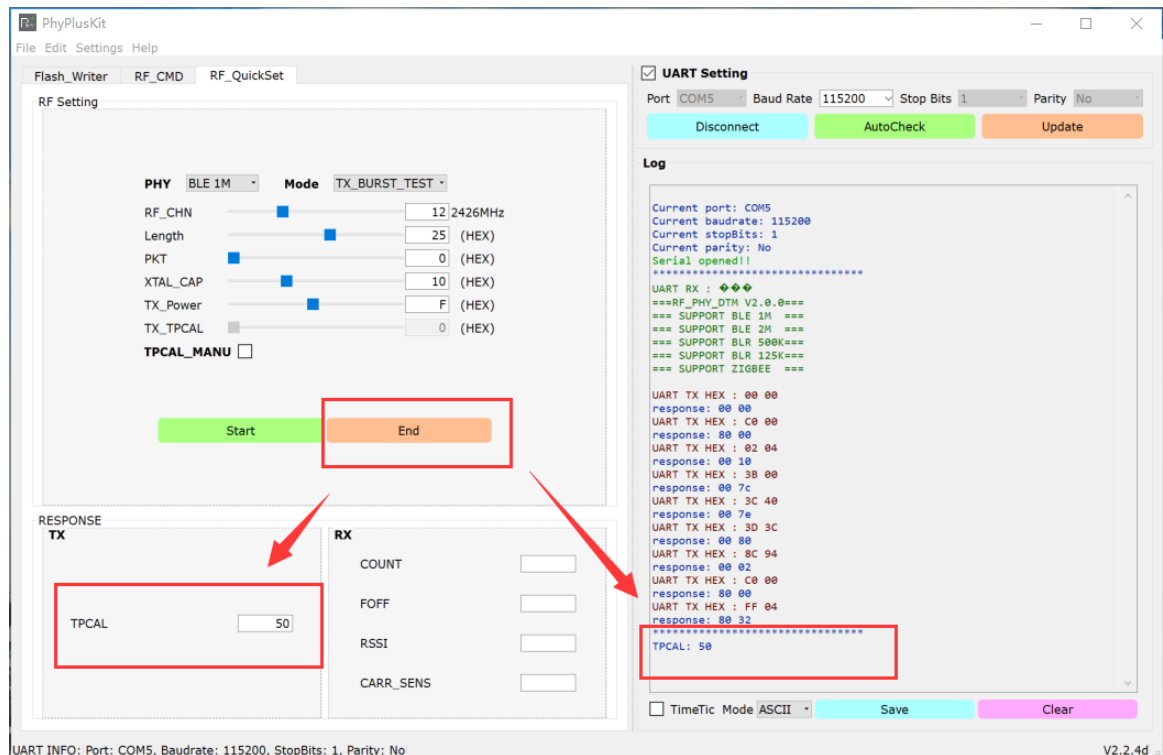 PhyPlusKit
File Edit Settings Help
Flash_Writer RF_CMD RF_QuickSet
RF Setting
PHY BLE 1M Mode TX_BURST_TEST
RF_CHN 12 2426MHz
Length 25 (HEX)
PKT 0 (HEX)
XTAL_CAP 10 (HEX)
TX_Power F (HEX)
TX_TPCAL 0 (HEX)
TPCAL_MANU
Start End
RESPONSE
TX
TPCAL 50
RX
COUNT
FOFF
RSSI
CARR_SENS
UART Setting
Port COM5 Baud Rate 115200 Stop Bits 1 Parity No
Disconnect AutoCheck Update
Log
Current port: COM5
Current baudrate: 115200
Current stopBits: 1
Current parity: No
Serial opened!!
********************************
UART RX : ���
===RF_PHY_DTM V2.0.0===
=== SUPPORT BLE 1M ===
=== SUPPORT BLE 2M ===
=== SUPPORT BLR 500K===
=== SUPPORT BLR 125K===
=== SUPPORT ZIGBEE ===
UART TX HEX : 00 00
response: 00 00
UART TX HEX : C0 00
response: 80 00
UART TX HEX : 02 04
response: 00 10
UART TX HEX : 3B 00
response: 00 7c
UART TX HEX : 3C 40
response: 00 7e
UART TX HEX : 3D 3C
response: 00 80
UART TX HEX : 8C 94
response: 00 02
UART TX HEX : C0 00
response: 80 00
UART TX HEX : FF 04
response: 80 32
********************************
TPCAL: 50
TimeTic Mode ASCII Save Clear
UART INFO: Port: COM5, Baudrate: 115200, StopBits: 1, Parity: No V2.2.4d